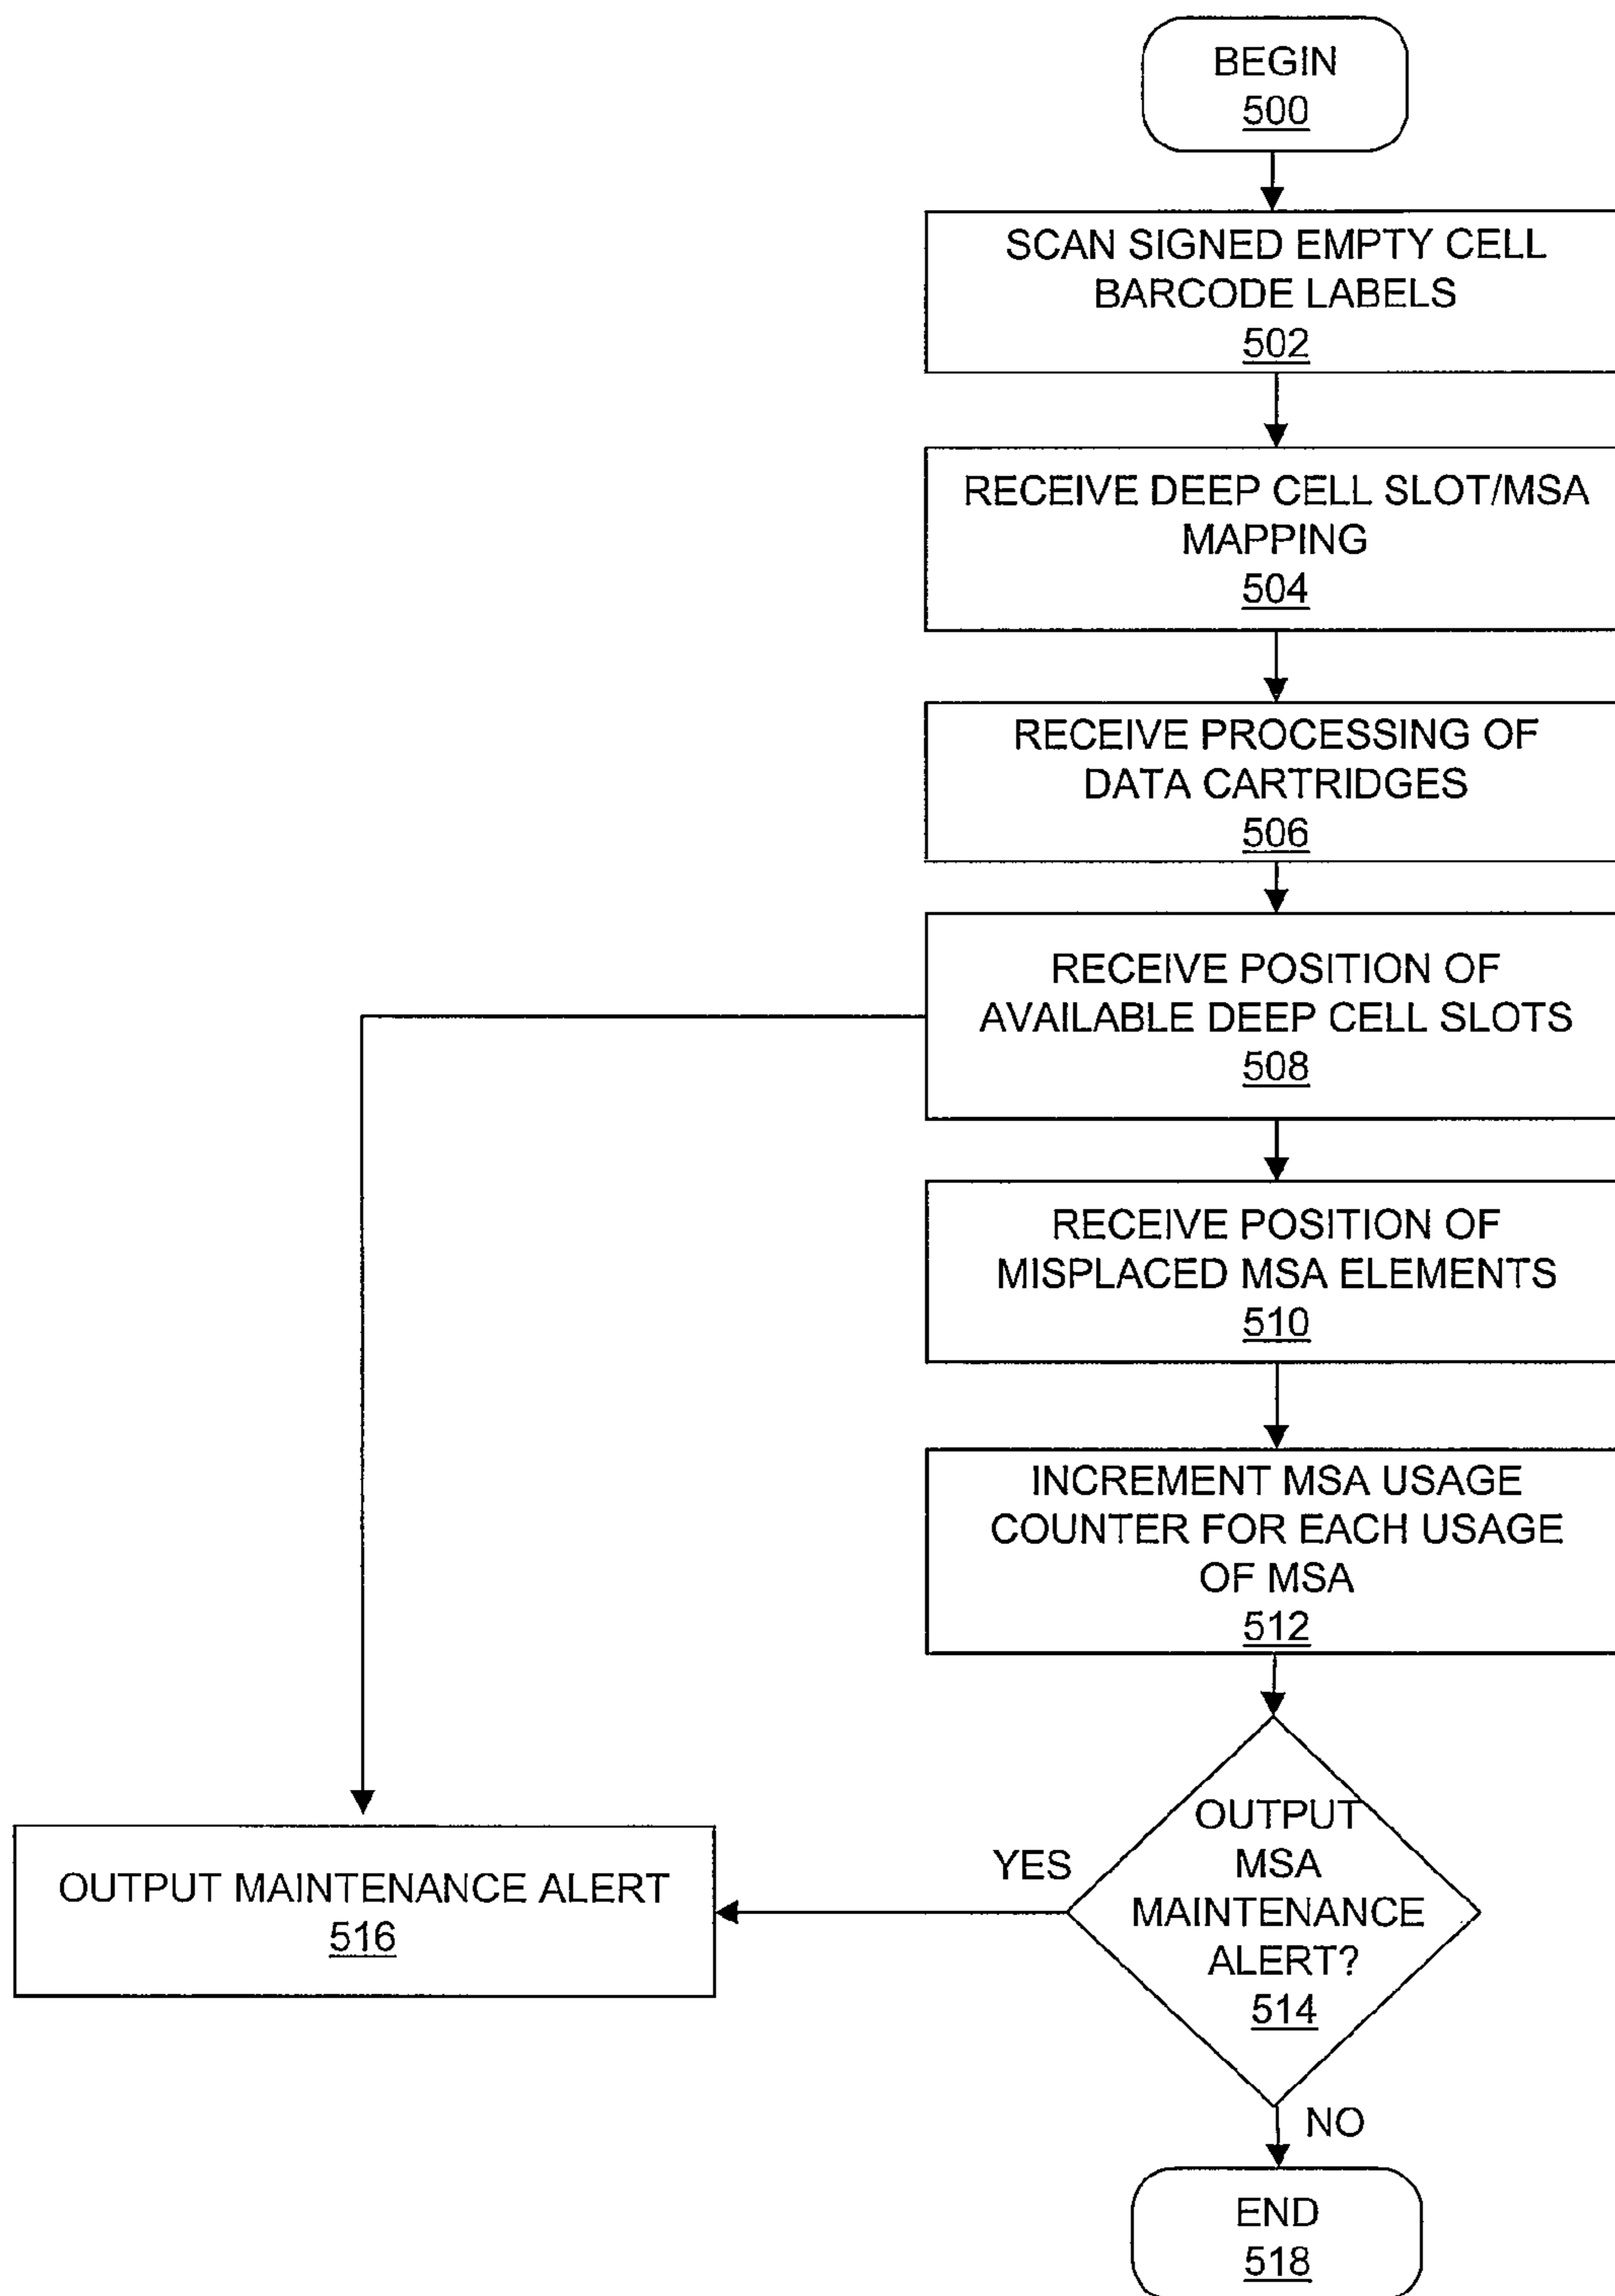 BEGIN
500
SCAN SIGNED EMPTY CELL
BARCODE LABELS
502
RECEIVE DEEP CELL SLOT/MSA
MAPPING
504
RECEIVE PROCESSING OF
DATA CARTRIDGES
506
RECEIVE POSITION OF
AVAILABLE DEEP CELL SLOTS
508
RECEIVE POSITION OF
MISPLACED MSA ELEMENTS
510
INCREMENT MSA USAGE
COUNTER FOR EACH USAGE
OF MSA
512
OUTPUT
MSA
MAINTENANCE
ALERT?
514
YES
OUTPUT MAINTENANCE ALERT
516
NO
END
518